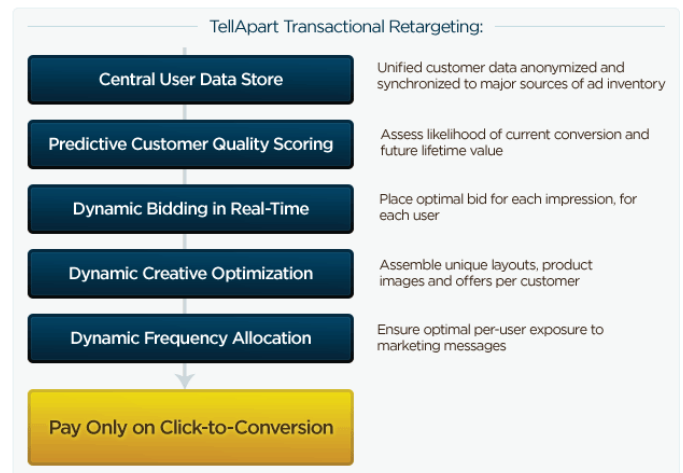 TellApart Transactional Retargeting:
Central User Data Store
Unified customer data anonymized and
synchronized to major sources of ad inventory
Predictive Customer Quality Scoring
Assess likelihood of current conversion and
future lifetime value
Dynamic Bidding in Real-Time
Place optimal bid for each impression, for
each user
Dynamic Creative Optimization
Assemble unique layouts, product
images and offers per customer
Dynamic Frequency Allocation
Ensure optimal per-user exposure to
marketing messages
Pay Only on Click-to-Conversion